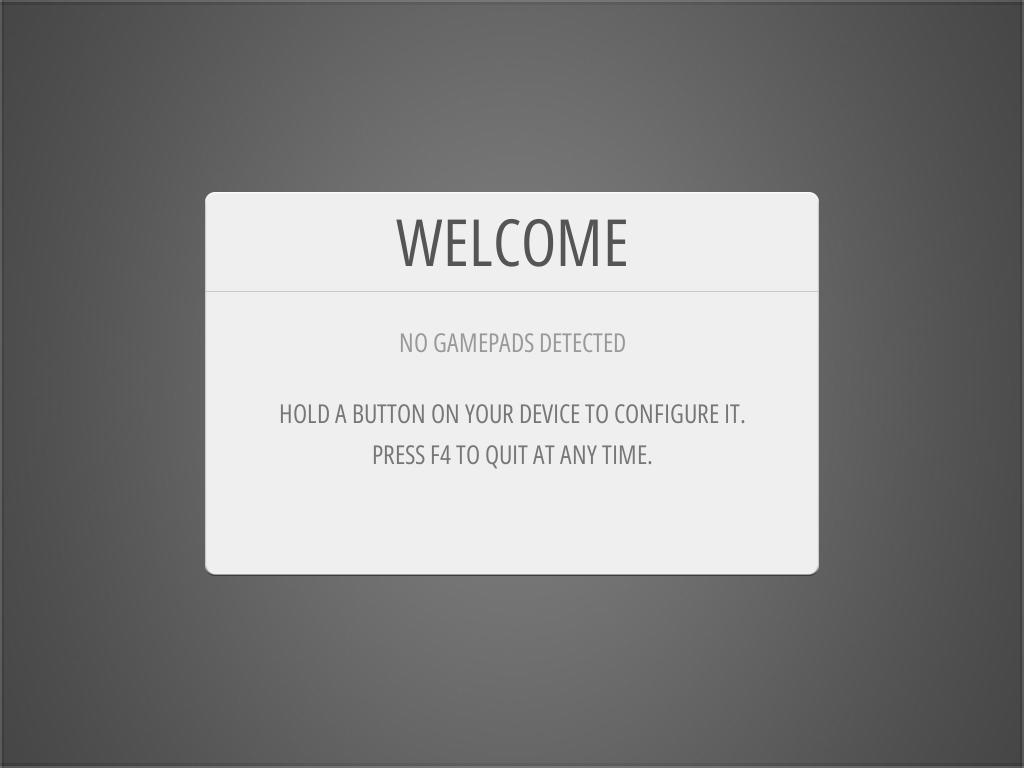 WELCOME
NO GAMEPADS DETECTED
HOLD A BUTTON ON YOUR DEVICE TO CONFIGURE IT.
PRESS F4 TO QUIT AT ANY TIME.